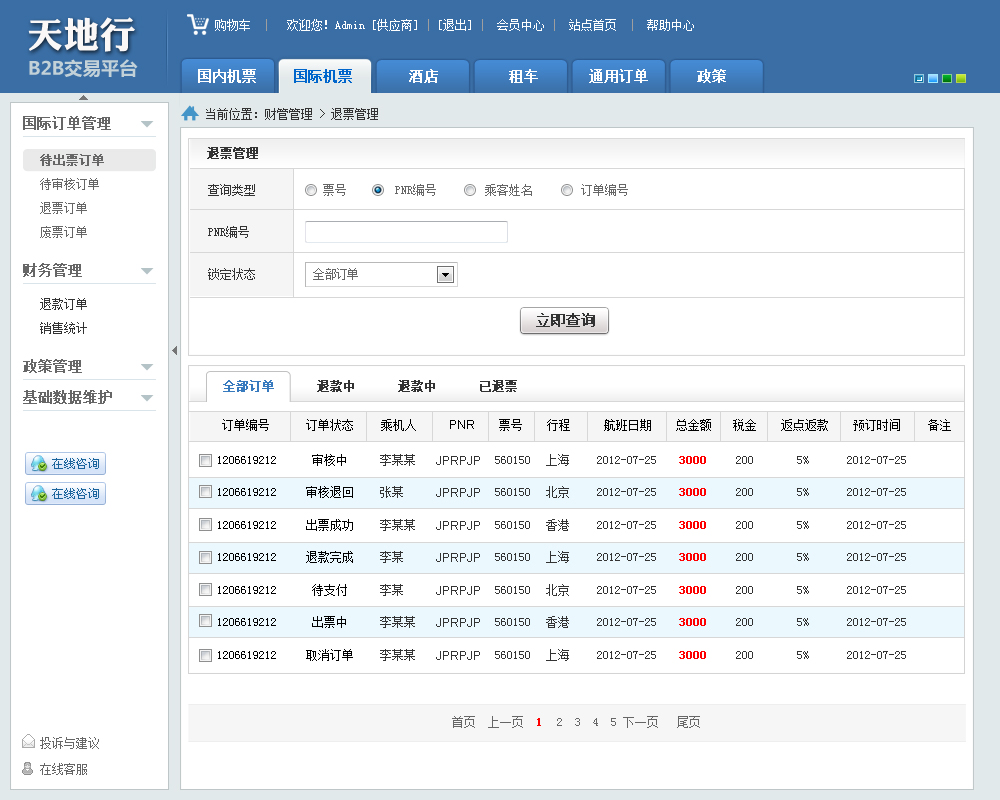 天地行
B2B交易平台
购物车 | 欢迎您! Admin [供应商] | [退出] | 会员中心 | 站点首页 | 帮助中心
国内机票 国际机票 酒店 租车 通用订单 政策
当前位置: 财管管理 > 退票管理
国际订单管理
待出票订单
待审核订单
退票订单
废票订单
财务管理
退款订单
销售统计
政策管理
基础数据维护
在线咨询
在线咨询
投诉与建议
在线客服
退票管理
查询类型 票号 PNR编号 乘客姓名 订单编号
PNR编号
锁定状态 全部订单
立即查询
全部订单 退款中 退款中 已退票
订单编号 订单状态 乘机人 PNR 票号 行程 航班日期 总金额 税金 返点返款 预订时间 备注
1206619212 审核中 李某某 JPRPJP 560150 上海 2012-07-25 3000 200 5% 2012-07-25
1206619212 审核退回 张某 JPRPJP 560150 北京 2012-07-25 3000 200 5% 2012-07-25
1206619212 出票成功 李某某 JPRPJP 560150 香港 2012-07-25 3000 200 5% 2012-07-25
1206619212 退款完成 李某 JPRPJP 560150 上海 2012-07-25 3000 200 5% 2012-07-25
1206619212 待支付 李某 JPRPJP 560150 北京 2012-07-25 3000 200 5% 2012-07-25
1206619212 出票中 李某某 JPRPJP 560150 香港 2012-07-25 3000 200 5% 2012-07-25
1206619212 取消订单 李某某 JPRPJP 560150 上海 2012-07-25 3000 200 5% 2012-07-25
首页 上一页 1 2 3 4 5 下一页 尾页